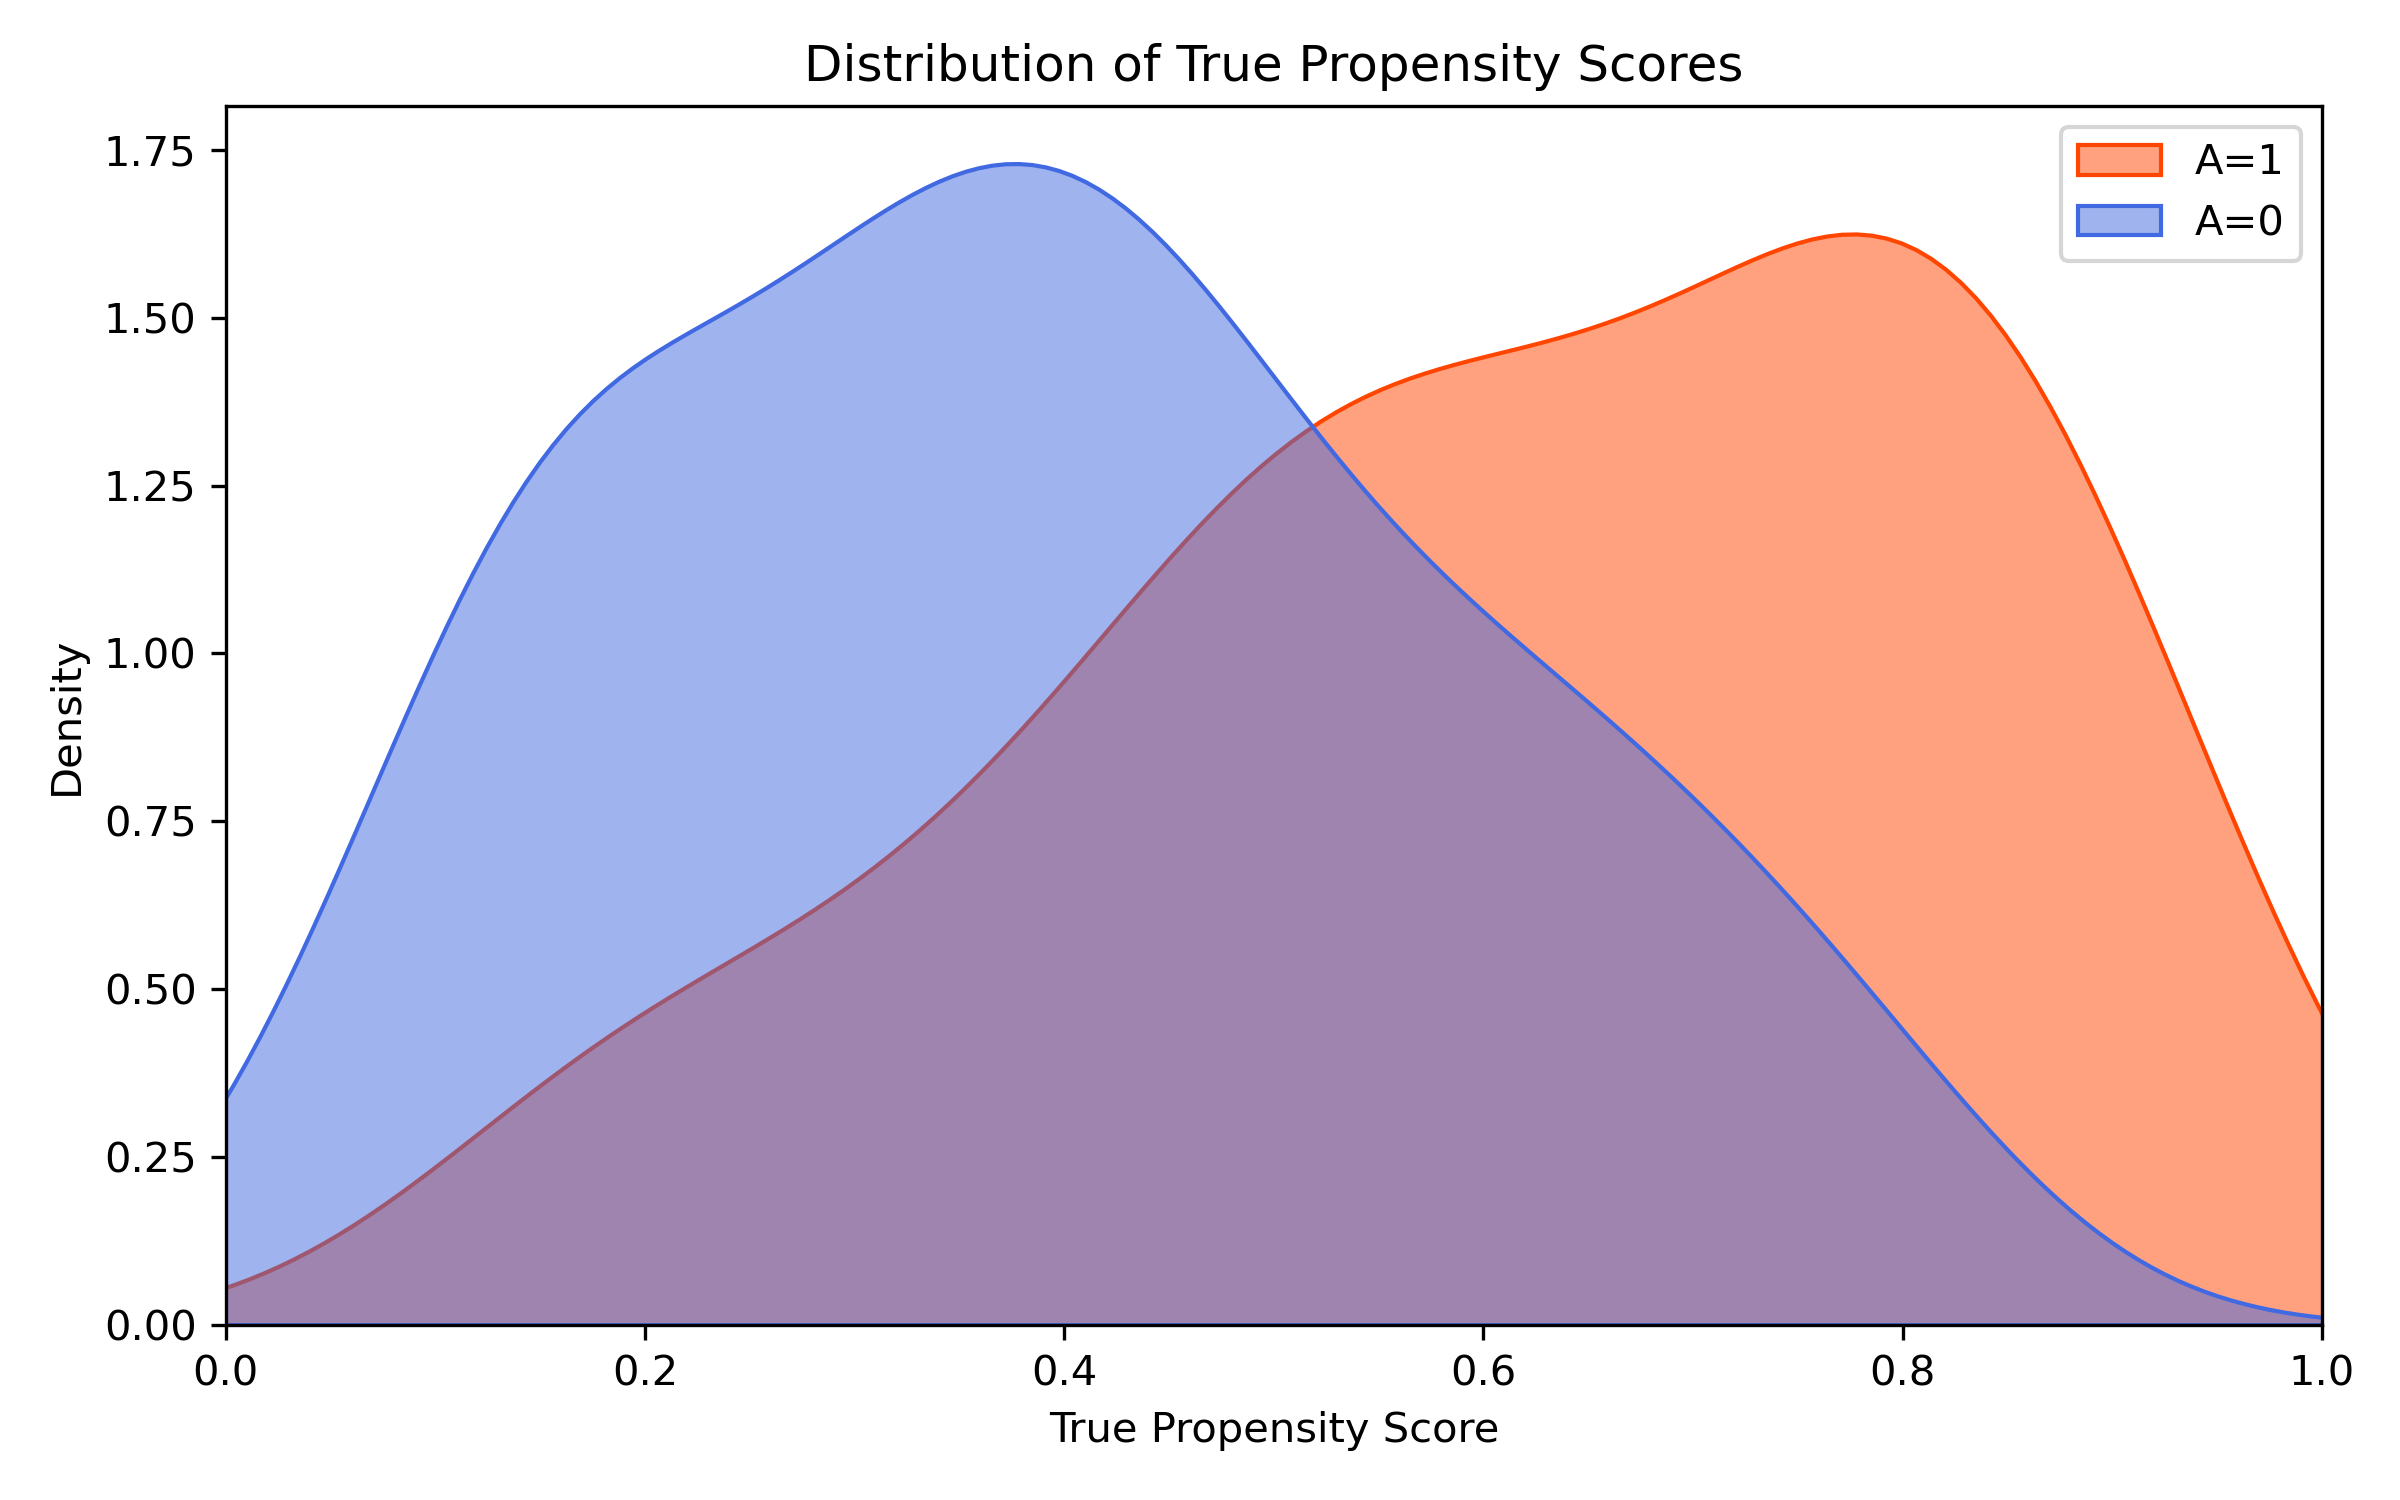 Distribution of True Propensity Scores
A=1
A=0
Density
1.75
1.50
1.25
1.00
0.75
0.50
0.25
0.00
0.0 0.2 0.4 0.6 0.8 1.0
True Propensity Score